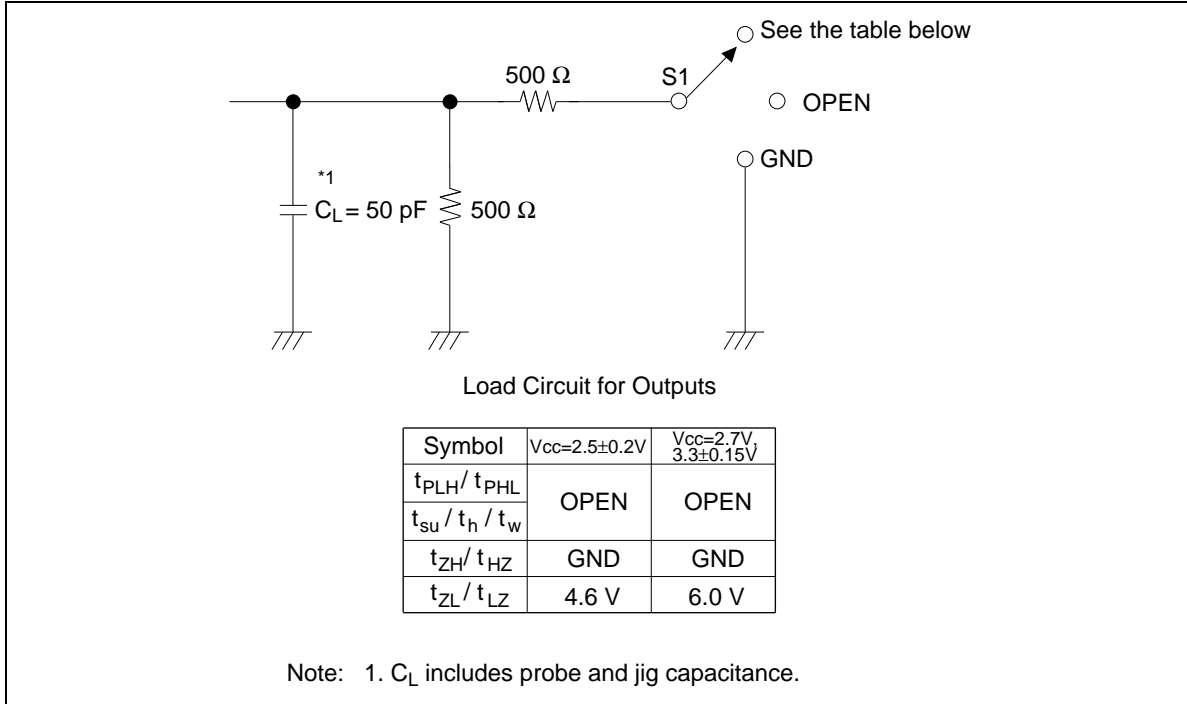 See the table below
500 Ω
S1
OPEN
GND
*1
CL = 50 pF
500 Ω
Load Circuit for Outputs
Symbol Vcc=2.5±0.2V Vcc=2.7V, 3.3±0.15V
tPLH / tPHL
OPEN OPEN
tsu / th / tw
tZH / tHZ GND GND
tZL / tLZ 4.6 V 6.0 V
Note: 1. CL includes probe and jig capacitance.